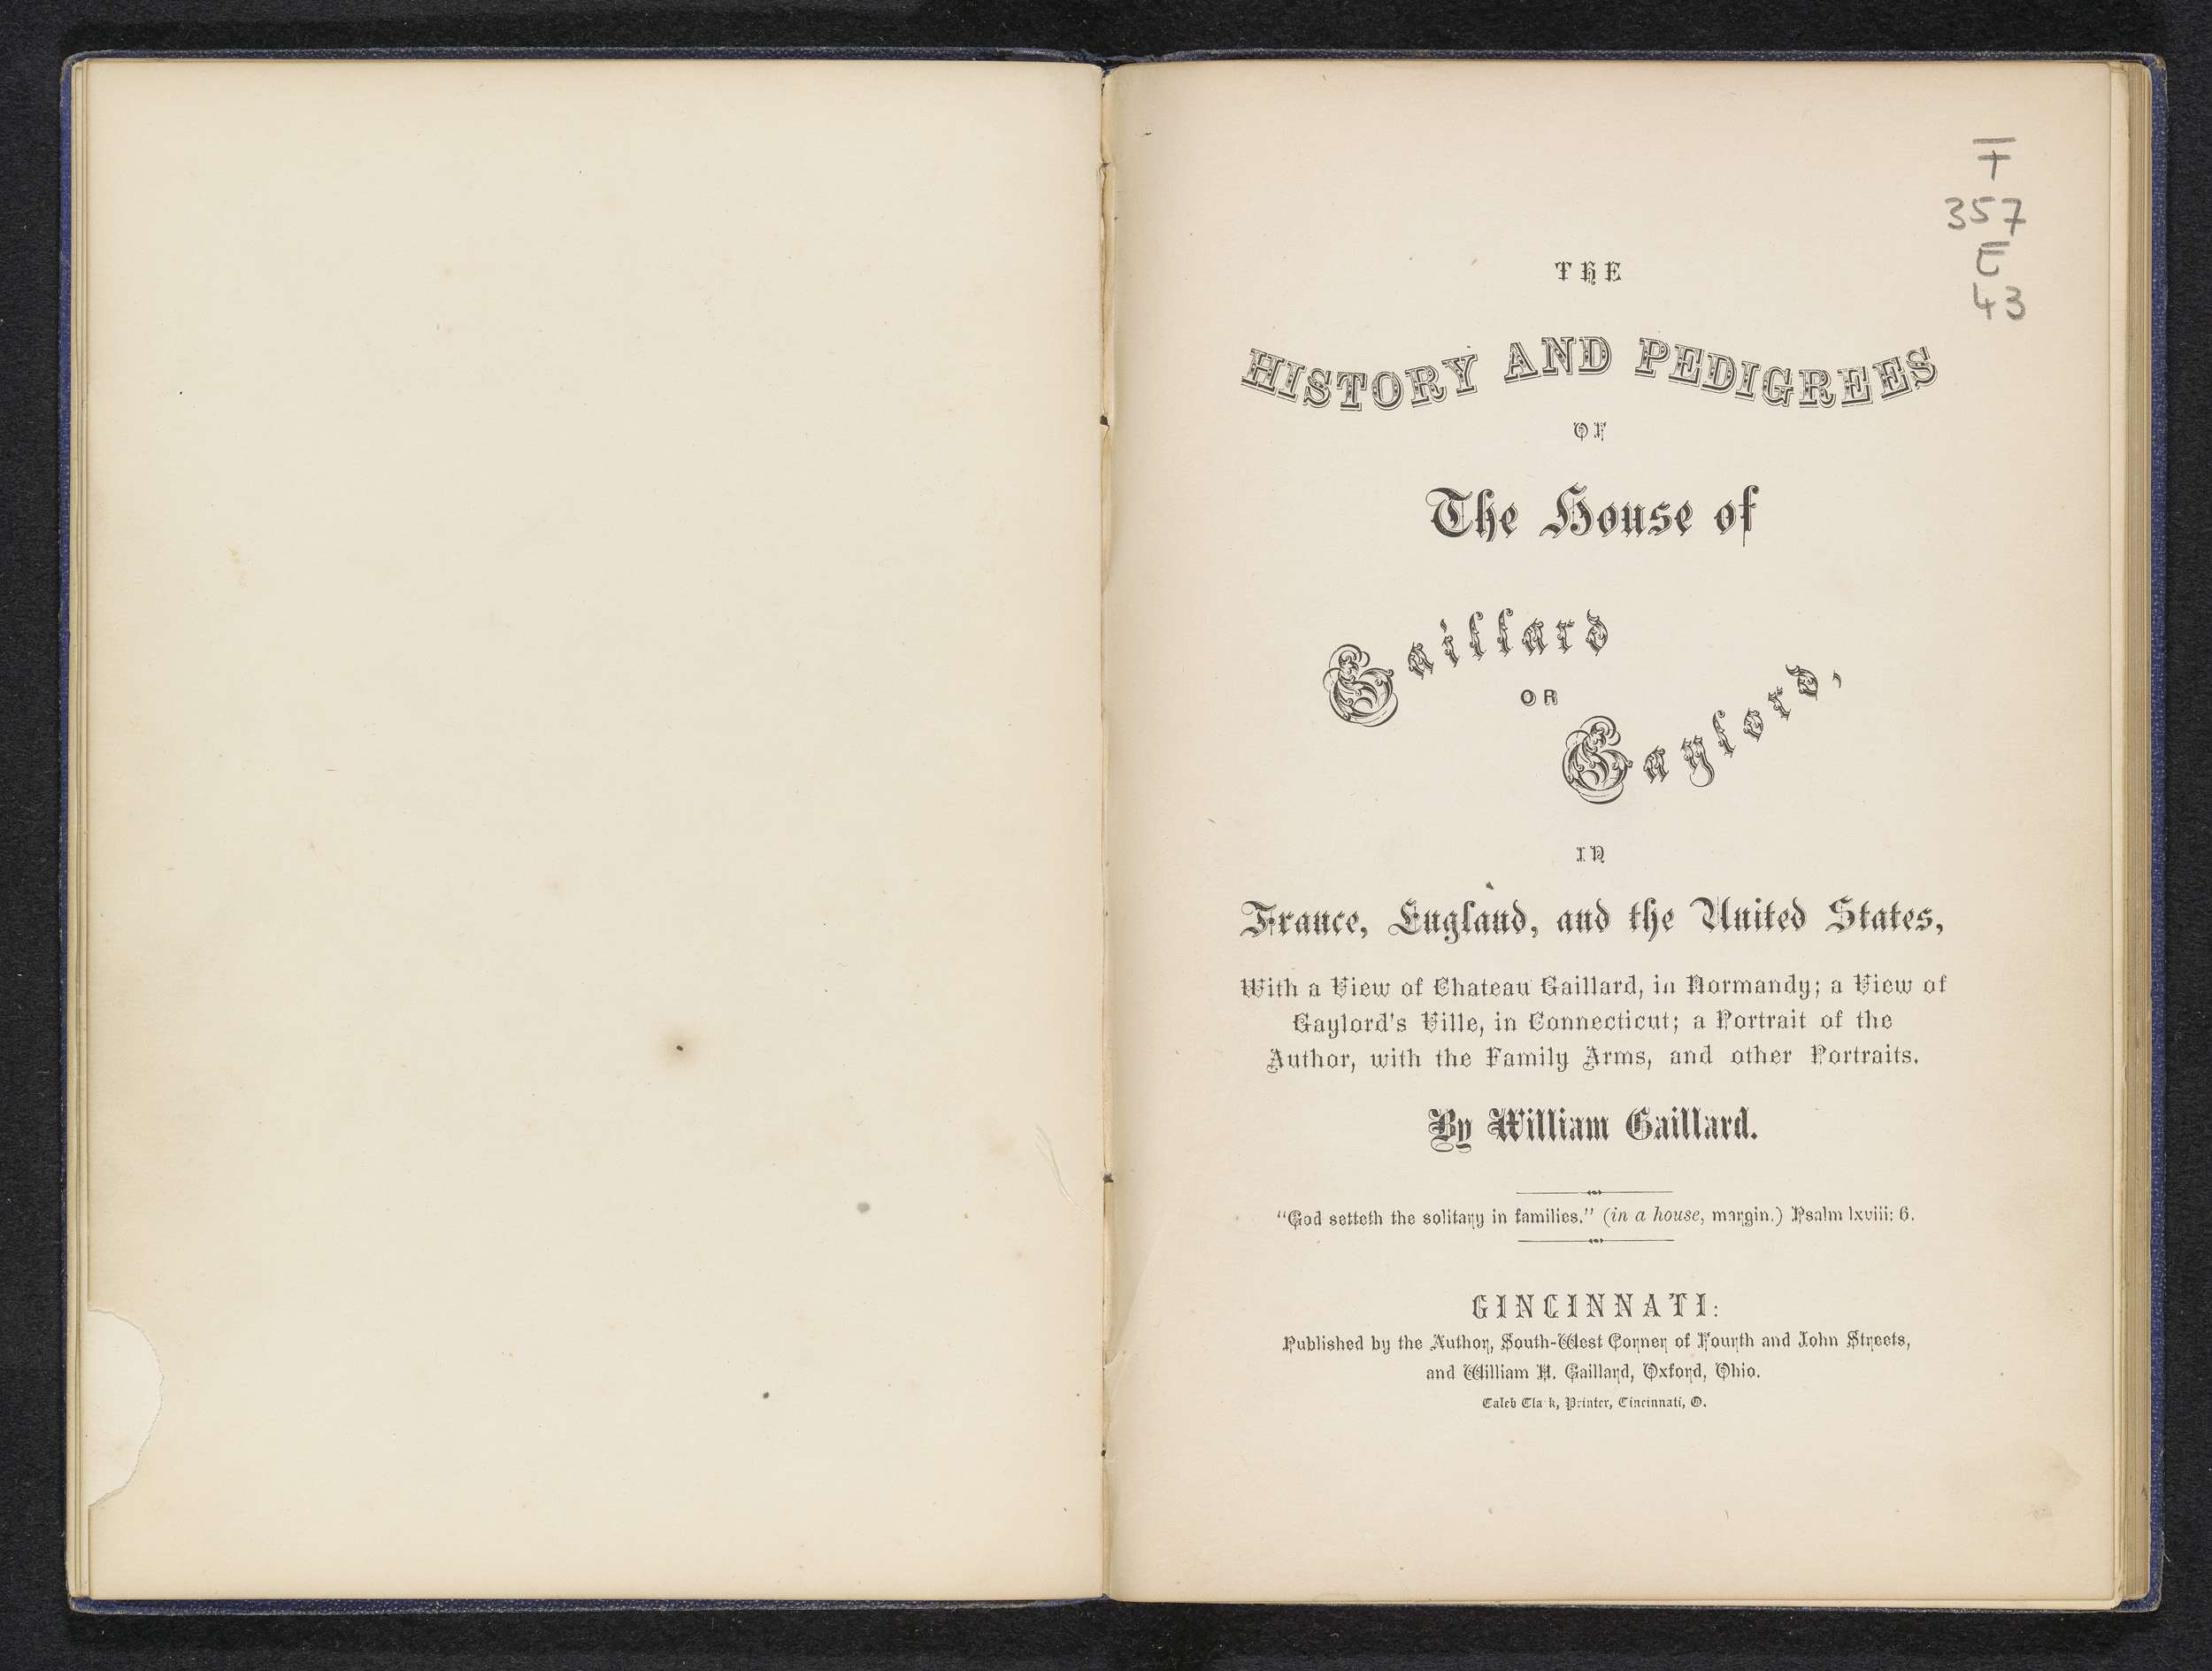 F
357
E
43
THE
HISTORY AND PEDIGREES
OF
The House of
Gaillard
OR
Gaylord,
IN
France, England, and the United States,
With a View of Chateau Gaillard, in Normandy; a View of
Gaylord's Ville, in Connecticut; a Portrait of the
Author, with the Family Arms, and other Portraits.
By William Gaillard.
"God setteth the solitary in families." (in a house, margin.) Psalm lxviii: 6.
CINCINNATI:
Published by the Author, South-West Corner of Fourth and John Streets,
and William H. Gaillard, Oxford, Ohio.
Caleb Cla k, Printer, Cincinnati, O.